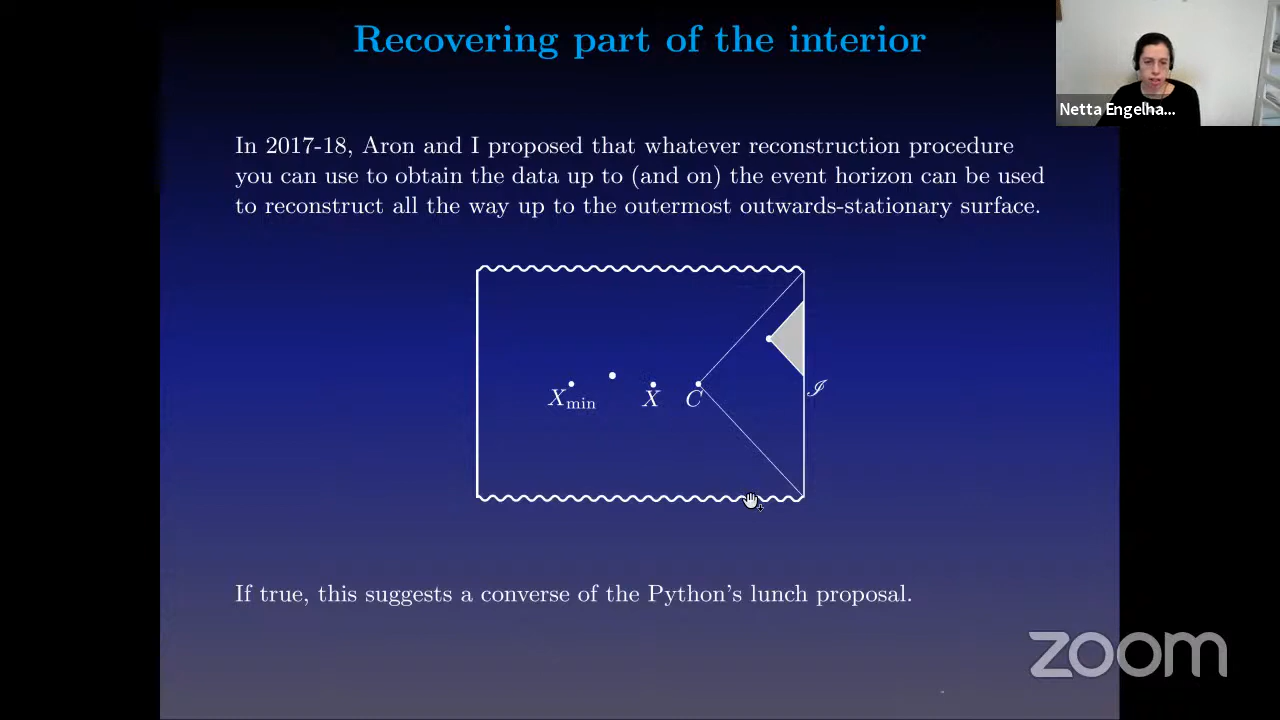 Recovering part of the interior
Netta Engelha...
In 2017-18, Aron and I proposed that whatever reconstruction procedure
you can use to obtain the data up to (and on) the event horizon can be used
to reconstruct all the way up to the outermost outwards-stationary surface.
X_min X C ℐ
If true, this suggests a converse of the Python's lunch proposal.
zoom